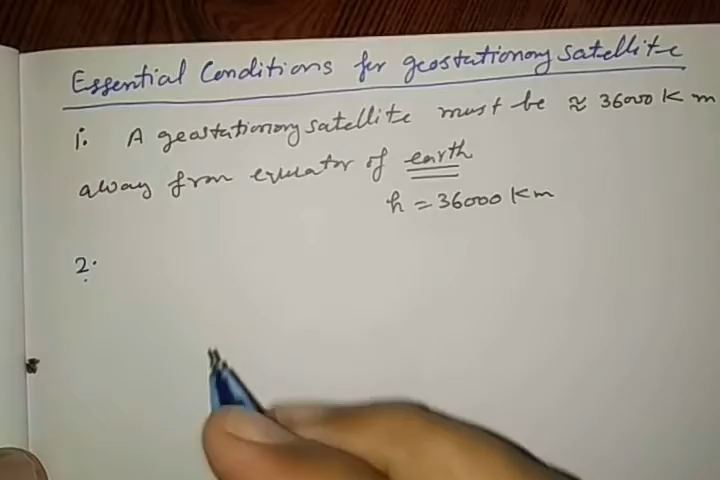 Essential Conditions for geostationary satellite
1. A geostationary satellite must be ≈ 36000 Km
away from equator of earth
h = 36000 Km
2.